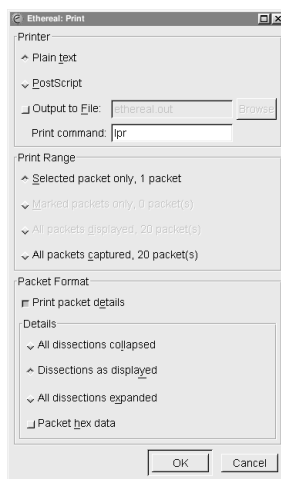 Ethereal: Print
Printer
Plain text
PostScript
Output to File: ethereal.out Browse
Print command: lpr
Print Range
Selected packet only, 1 packet
Marked packets only, 0 packet(s)
All packets displayed, 20 packet(s)
All packets captured, 20 packet(s)
Packet Format
Print packet details
Details
All dissections collapsed
Dissections as displayed
All dissections expanded
Packet hex data
OK Cancel